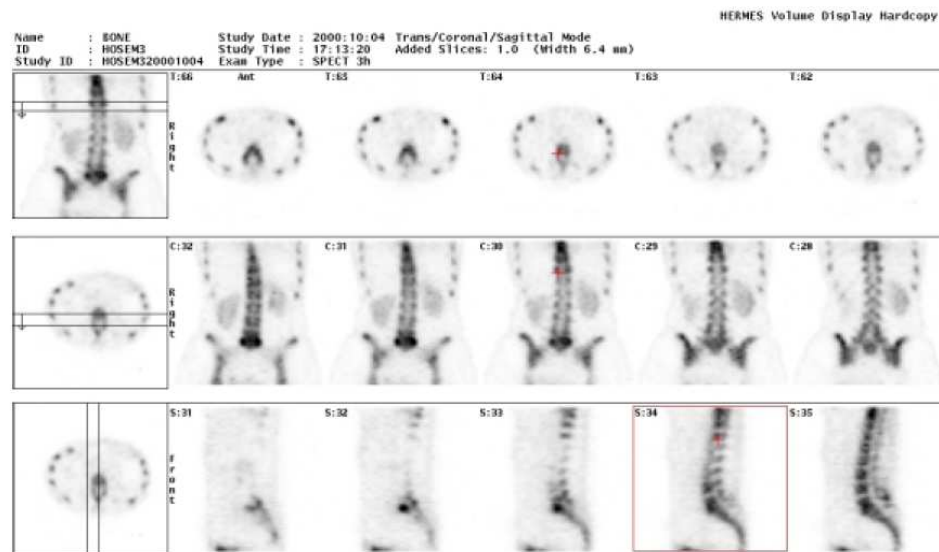 HERMES Volume Display Hardcopy
Name : BONE Study Date : 2000:10:04 Trans/Coronal/Sagittal Mode
ID : HOSEM3 Study Time : 17:13:20 Added Slices: 1.0 (Width 6.4 mm)
Study ID : HOSEM320001004 Exam Type : SPECT 3h
Right
T:66 Ant T:65 T:64 T:63 T:62
Right
C:32 C:31 C:30 C:29 C:28
Front
S:31 S:32 S:33 S:34 S:35